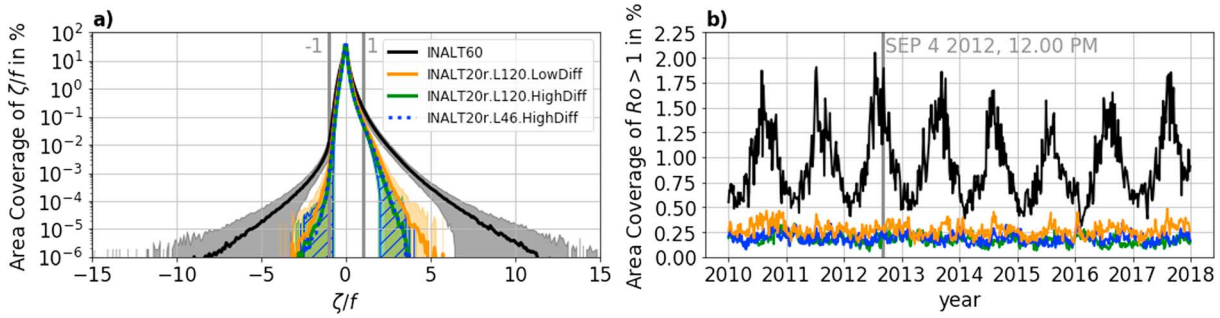 a)
Area Coverage of ζ/f in %
10²
10¹
10⁰
10⁻¹
10⁻²
10⁻³
10⁻⁴
10⁻⁵
10⁻⁶
-1
1
INALT60
INALT20r.L120.LowDiff
INALT20r.L120.HighDiff
INALT20r.L46.HighDiff
−15
−10
−5
0
5
10
15
ζ/f
b)
Area Coverage of Ro > 1 in %
2.25
2.00
1.75
1.50
1.25
1.00
0.75
0.50
0.25
0.00
SEP 4 2012, 12.00 PM
2010 2011 2012 2013 2014 2015 2016 2017 2018
year